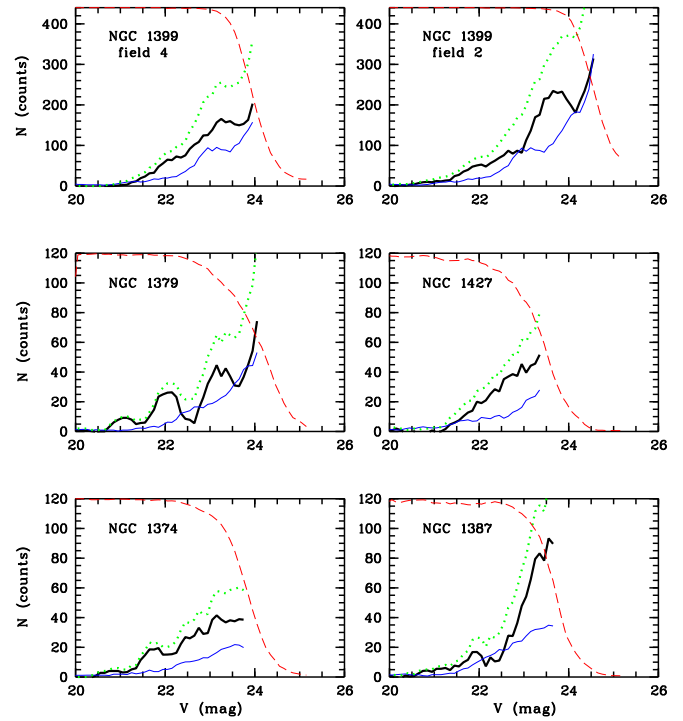 NGC 1399
field 4
N (counts)
400
300
200
100
0
20 22 24 26
NGC 1399
field 2
N (counts)
400
300
200
100
0
20 22 24 26
NGC 1379
N (counts)
120
100
80
60
40
20
0
20 22 24 26
NGC 1427
120
100
80
60
40
20
0
20 22 24 26
NGC 1374
N (counts)
120
100
80
60
40
20
0
20 22 24 26
V (mag)
NGC 1387
N (counts)
120
100
80
60
40
20
0
20 22 24 26
V (mag)